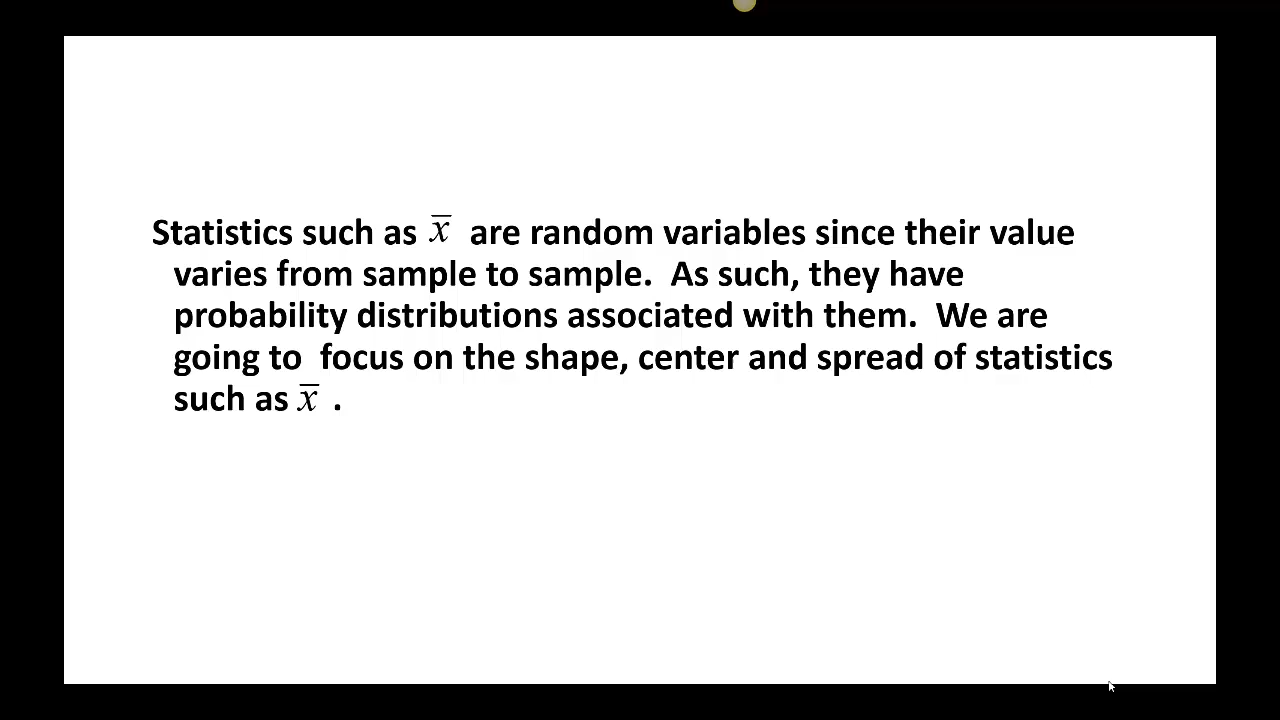 Statistics such as x̅ are random variables since their value
varies from sample to sample.  As such, they have
probability distributions associated with them.  We are
going to  focus on the shape, center and spread of statistics
such as x̅ .